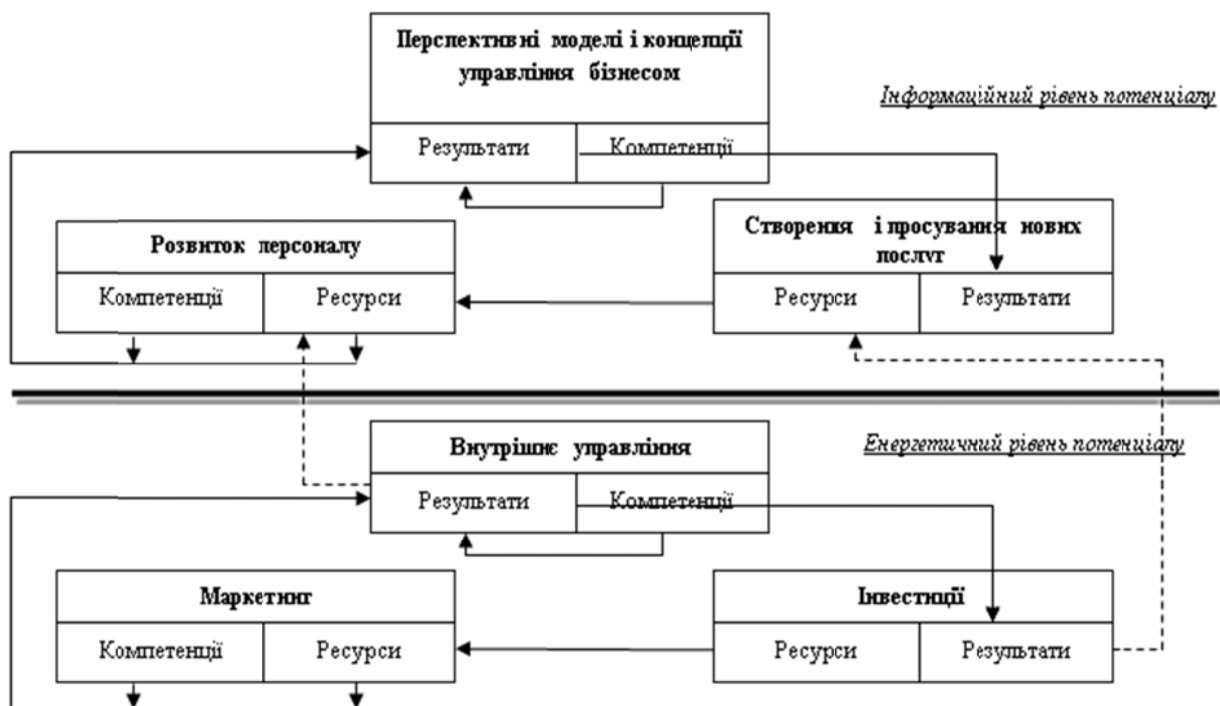 Перспективні моделі і концепції
управління бізнесом
Інформаційний рівень потенціалу
Результати
Компетенції
Розвиток персоналу
Створення і просування нових
послуг
Компетенції
Ресурси
Ресурси
Результати
Внутрішнє управління
Енергетичний рівень потенціалу
Результати
Компетенції
Маркетинг
Інвестиції
Компетенції
Ресурси
Ресурси
Результати